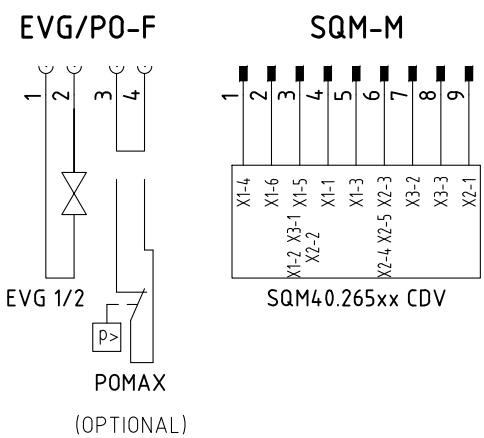 EVG/PO-F
SQM-M
1 2 3 4
1 2 3 4 5 6 7 8 9
X1-4 X1-6 X1-5 X1-1 X1-3 X2-3 X3-2 X3-3 X2-1
X1-2 X3-1 X2-2 X2-4 X2-5
EVG 1/2
SQM40.265xx CDV
p>
POMAX
(OPTIONAL)